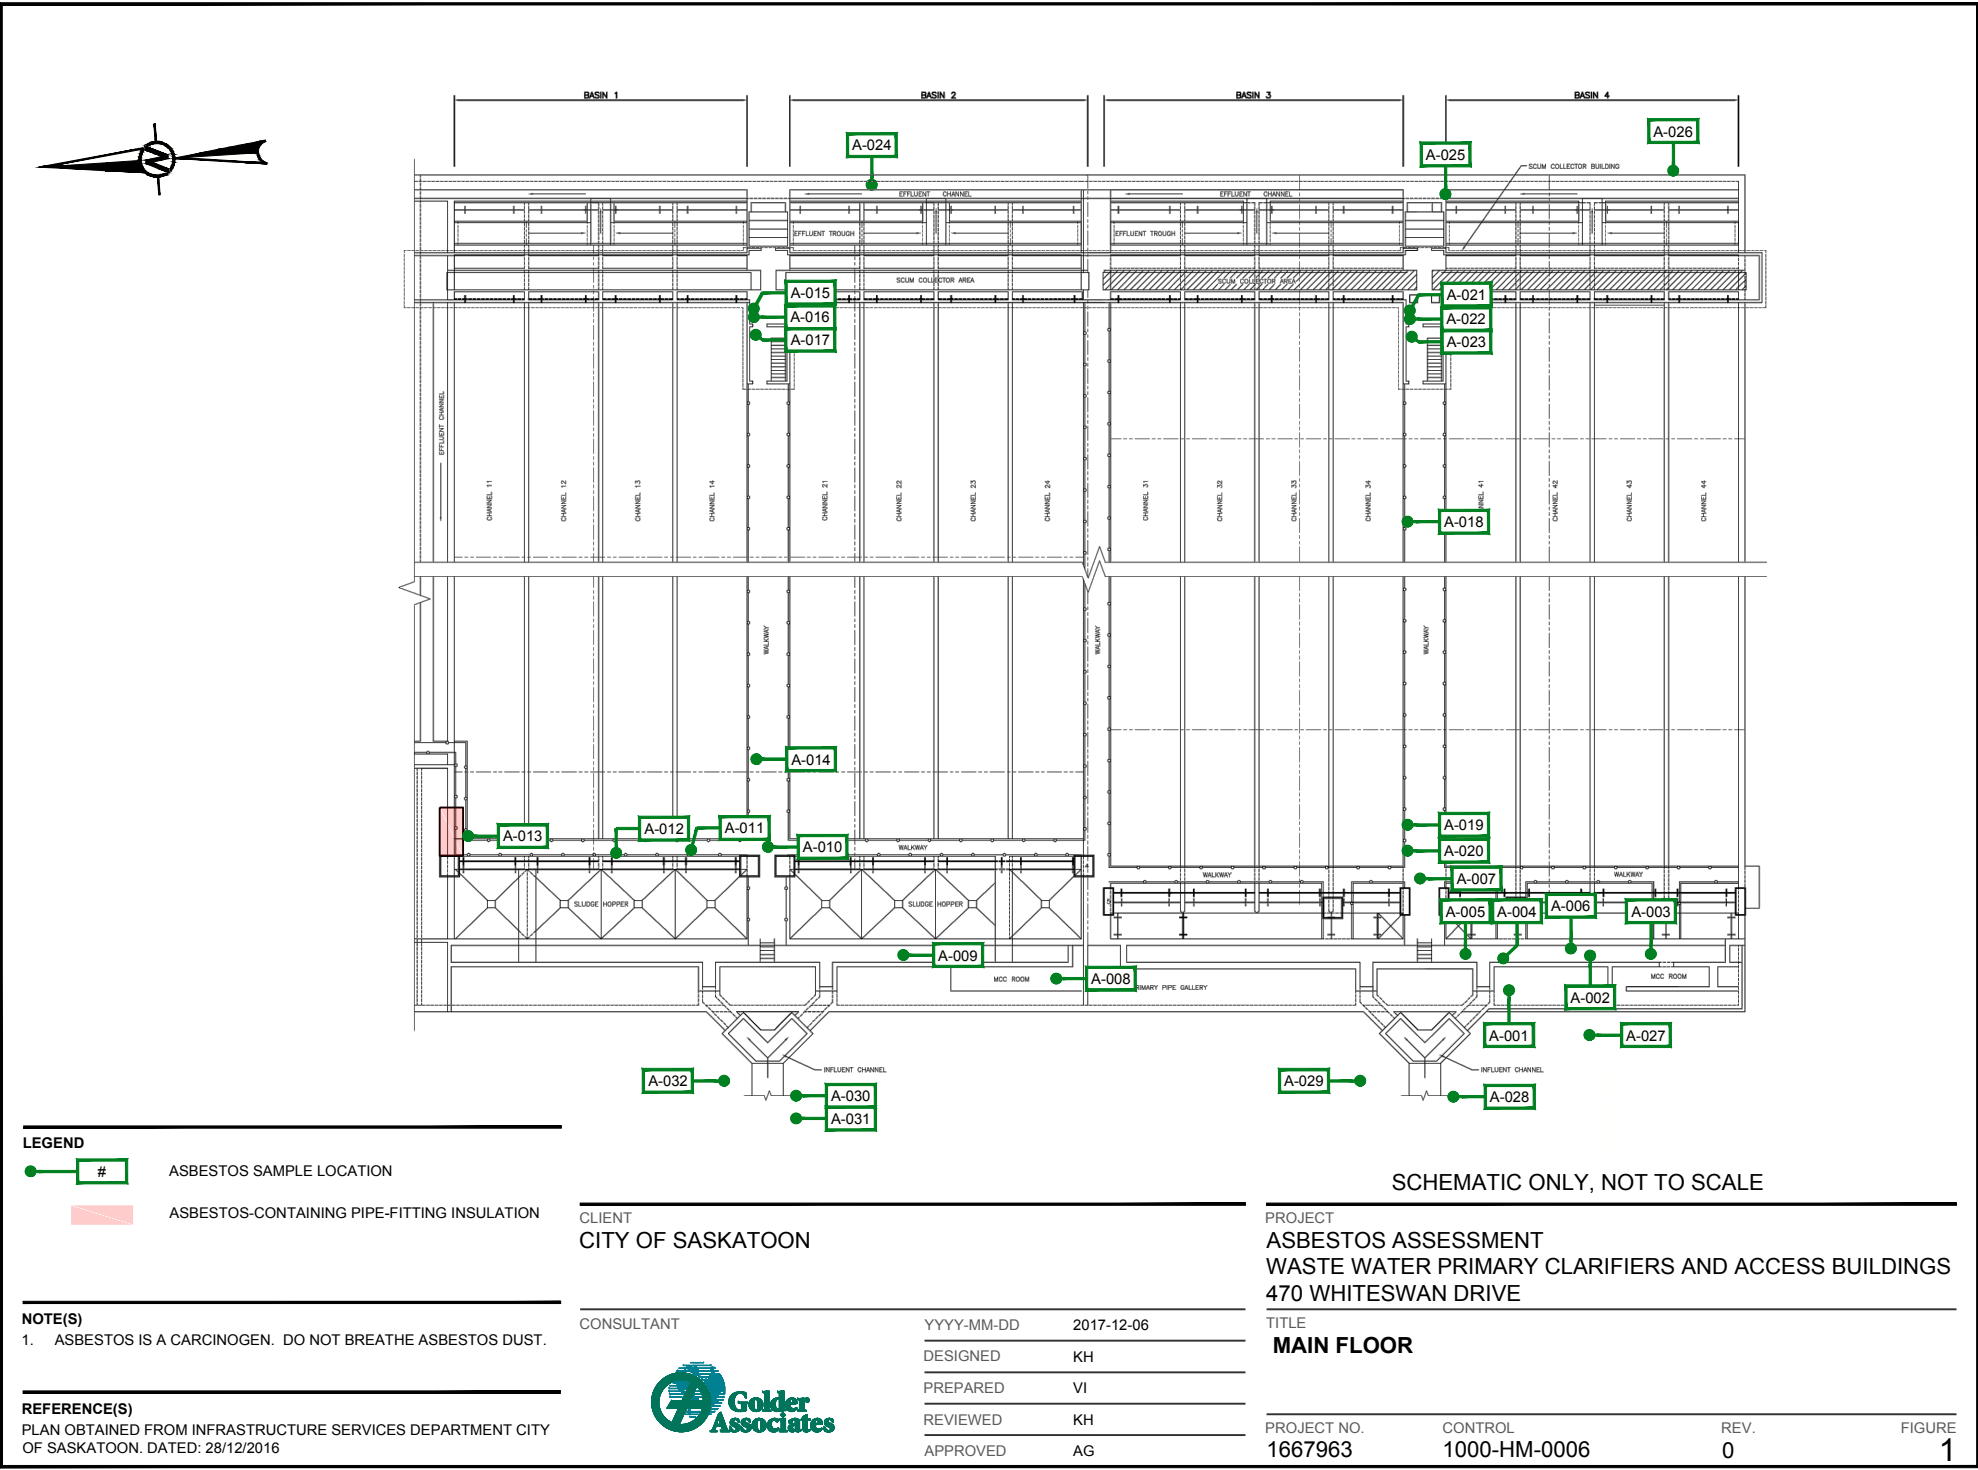 BASIN 1
BASIN 2
BASIN 3
BASIN 4
A-024
A-025
A-026
SCUM COLLECTOR BUILDING
N
EFFLUENT CHANNEL
EFFLUENT CHANNEL
EFFLUENT TROUGH
EFFLUENT TROUGH
SCUM COLLECTOR AREA
SCUM COLLECTOR AREA
A-015
A-016
A-017
A-021
A-022
A-023
EFFLUENT CHANNEL
CHANNEL 11
CHANNEL 12
CHANNEL 13
CHANNEL 14
CHANNEL 21
CHANNEL 22
CHANNEL 23
CHANNEL 24
CHANNEL 31
CHANNEL 32
CHANNEL 33
CHANNEL 34
NNEL 41
CHANNEL 42
CHANNEL 43
CHANNEL 44
A-018
WALKWAY
WALKWAY
WALKWAY
A-014
A-013
A-012
A-011
A-010
WALKWAY
A-019
A-020
WALKWAY
A-007
WALKWAY
SLUDGE HOPPER
SLUDGE HOPPER
A-005
A-004
A-006
A-003
A-009
MCC ROOM
A-008
RIMARY PIPE GALLERY
MCC ROOM
A-002
A-001
A-027
INFLUENT CHANNEL
INFLUENT CHANNEL
A-032
A-030
A-031
A-029
A-028
LEGEND
# ASBESTOS SAMPLE LOCATION
ASBESTOS-CONTAINING PIPE-FITTING INSULATION
NOTE(S)
1. ASBESTOS IS A CARCINOGEN. DO NOT BREATHE ASBESTOS DUST.
REFERENCE(S)
PLAN OBTAINED FROM INFRASTRUCTURE SERVICES DEPARTMENT CITY
OF SASKATOON. DATED: 28/12/2016
CLIENT
CITY OF SASKATOON
CONSULTANT
Golder
Associates
YYYY-MM-DD 2017-12-06
DESIGNED KH
PREPARED VI
REVIEWED KH
APPROVED AG
SCHEMATIC ONLY, NOT TO SCALE
PROJECT
ASBESTOS ASSESSMENT
WASTE WATER PRIMARY CLARIFIERS AND ACCESS BUILDINGS
470 WHITESWAN DRIVE
TITLE
MAIN FLOOR
PROJECT NO. CONTROL REV. FIGURE
1667963 1000-HM-0006 0 1